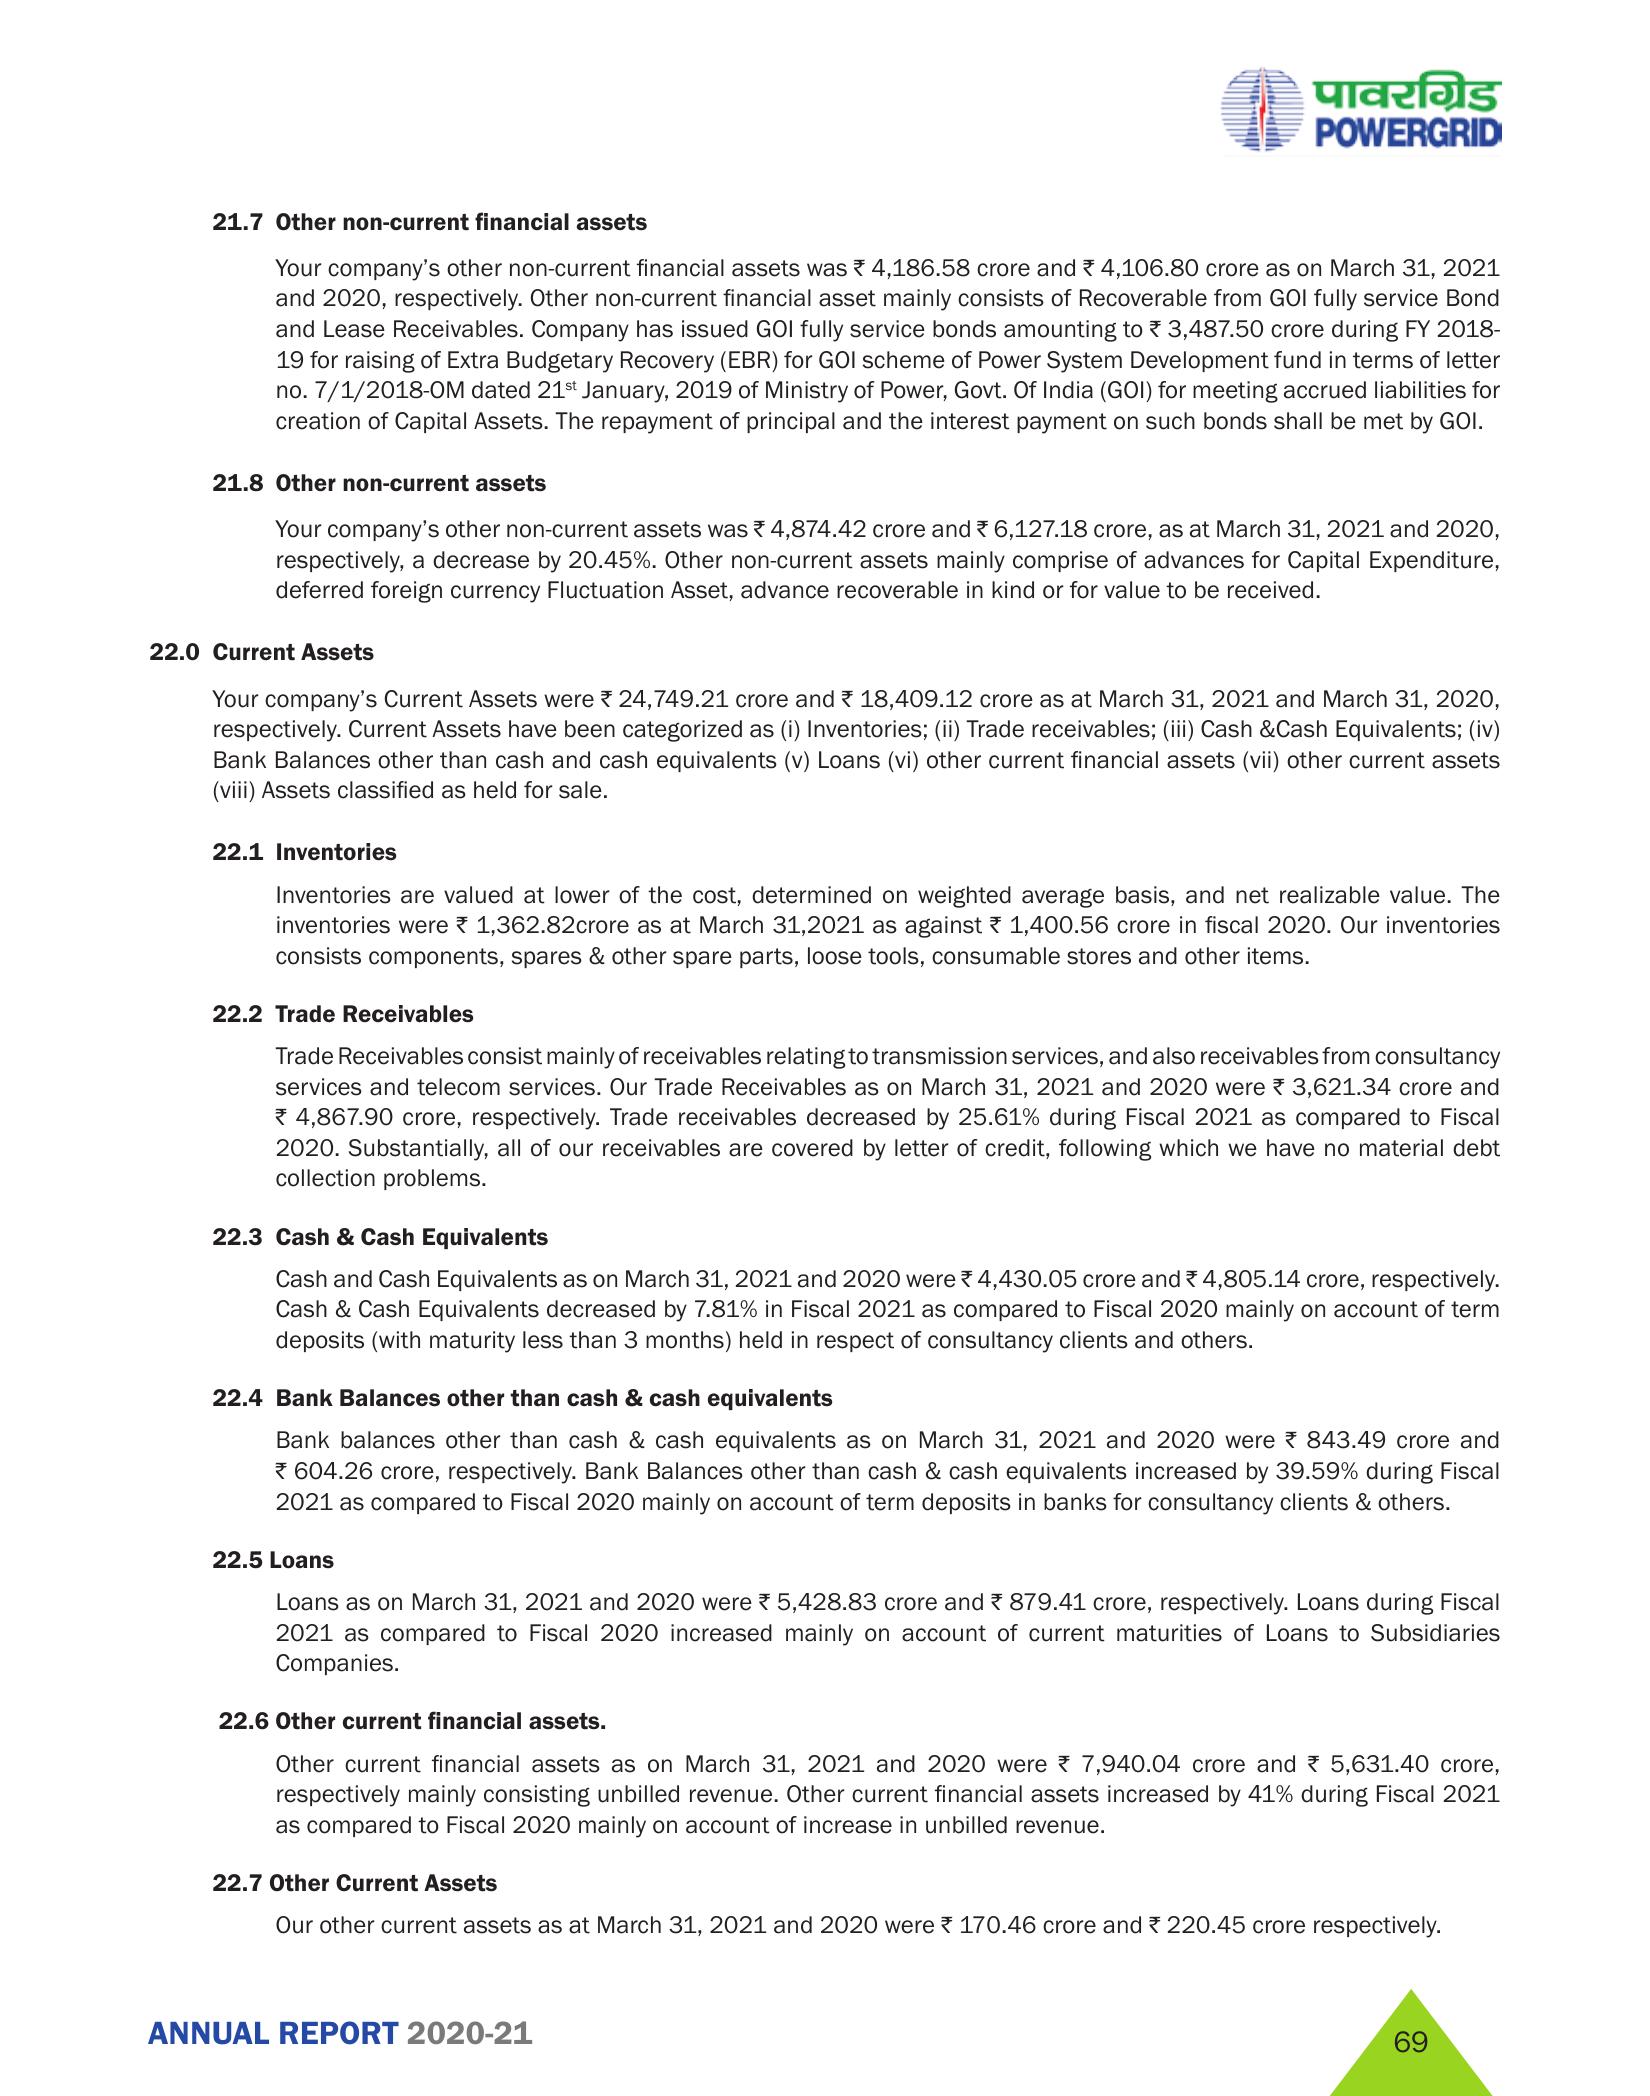 पावरग्रिड
POWERGRID
21.7 Other non-current financial assets
Your company's other non-current financial assets was ₹ 4,186.58 crore and ₹ 4,106.80 crore as on March 31, 2021
and 2020, respectively. Other non-current financial asset mainly consists of Recoverable from GOI fully service Bond
and Lease Receivables. Company has issued GOI fully service bonds amounting to ₹ 3,487.50 crore during FY 2018-
19 for raising of Extra Budgetary Recovery (EBR) for GOI scheme of Power System Development fund in terms of letter
no. 7/1/2018-OM dated 21st January, 2019 of Ministry of Power, Govt. Of India (GOI) for meeting accrued liabilities for
creation of Capital Assets. The repayment of principal and the interest payment on such bonds shall be met by GOI.
21.8 Other non-current assets
Your company's other non-current assets was ₹ 4,874.42 crore and ₹ 6,127.18 crore, as at March 31, 2021 and 2020,
respectively, a decrease by 20.45%. Other non-current assets mainly comprise of advances for Capital Expenditure,
deferred foreign currency Fluctuation Asset, advance recoverable in kind or for value to be received.
22.0 Current Assets
Your company's Current Assets were ₹ 24,749.21 crore and ₹ 18,409.12 crore as at March 31, 2021 and March 31, 2020,
respectively. Current Assets have been categorized as (i) Inventories; (ii) Trade receivables; (iii) Cash &Cash Equivalents; (iv)
Bank Balances other than cash and cash equivalents (v) Loans (vi) other current financial assets (vii) other current assets
(viii) Assets classified as held for sale.
22.1 Inventories
Inventories are valued at lower of the cost, determined on weighted average basis, and net realizable value. The
inventories were ₹ 1,362.82crore as at March 31,2021 as against ₹ 1,400.56 crore in fiscal 2020. Our inventories
consists components, spares & other spare parts, loose tools, consumable stores and other items.
22.2 Trade Receivables
Trade Receivables consist mainly of receivables relating to transmission services, and also receivables from consultancy
services and telecom services. Our Trade Receivables as on March 31, 2021 and 2020 were ₹ 3,621.34 crore and
₹ 4,867.90 crore, respectively. Trade receivables decreased by 25.61% during Fiscal 2021 as compared to Fiscal
2020. Substantially, all of our receivables are covered by letter of credit, following which we have no material debt
collection problems.
22.3 Cash & Cash Equivalents
Cash and Cash Equivalents as on March 31, 2021 and 2020 were ₹ 4,430.05 crore and ₹ 4,805.14 crore, respectively.
Cash & Cash Equivalents decreased by 7.81% in Fiscal 2021 as compared to Fiscal 2020 mainly on account of term
deposits (with maturity less than 3 months) held in respect of consultancy clients and others.
22.4 Bank Balances other than cash & cash equivalents
Bank balances other than cash & cash equivalents as on March 31, 2021 and 2020 were ₹ 843.49 crore and
₹ 604.26 crore, respectively. Bank Balances other than cash & cash equivalents increased by 39.59% during Fiscal
2021 as compared to Fiscal 2020 mainly on account of term deposits in banks for consultancy clients & others.
22.5 Loans
Loans as on March 31, 2021 and 2020 were ₹ 5,428.83 crore and ₹ 879.41 crore, respectively. Loans during Fiscal
2021 as compared to Fiscal 2020 increased mainly on account of current maturities of Loans to Subsidiaries
Companies.
22.6 Other current financial assets.
Other current financial assets as on March 31, 2021 and 2020 were ₹ 7,940.04 crore and ₹ 5,631.40 crore,
respectively mainly consisting unbilled revenue. Other current financial assets increased by 41% during Fiscal 2021
as compared to Fiscal 2020 mainly on account of increase in unbilled revenue.
22.7 Other Current Assets
Our other current assets as at March 31, 2021 and 2020 were ₹ 170.46 crore and ₹ 220.45 crore respectively.
ANNUAL REPORT 2020-21
69